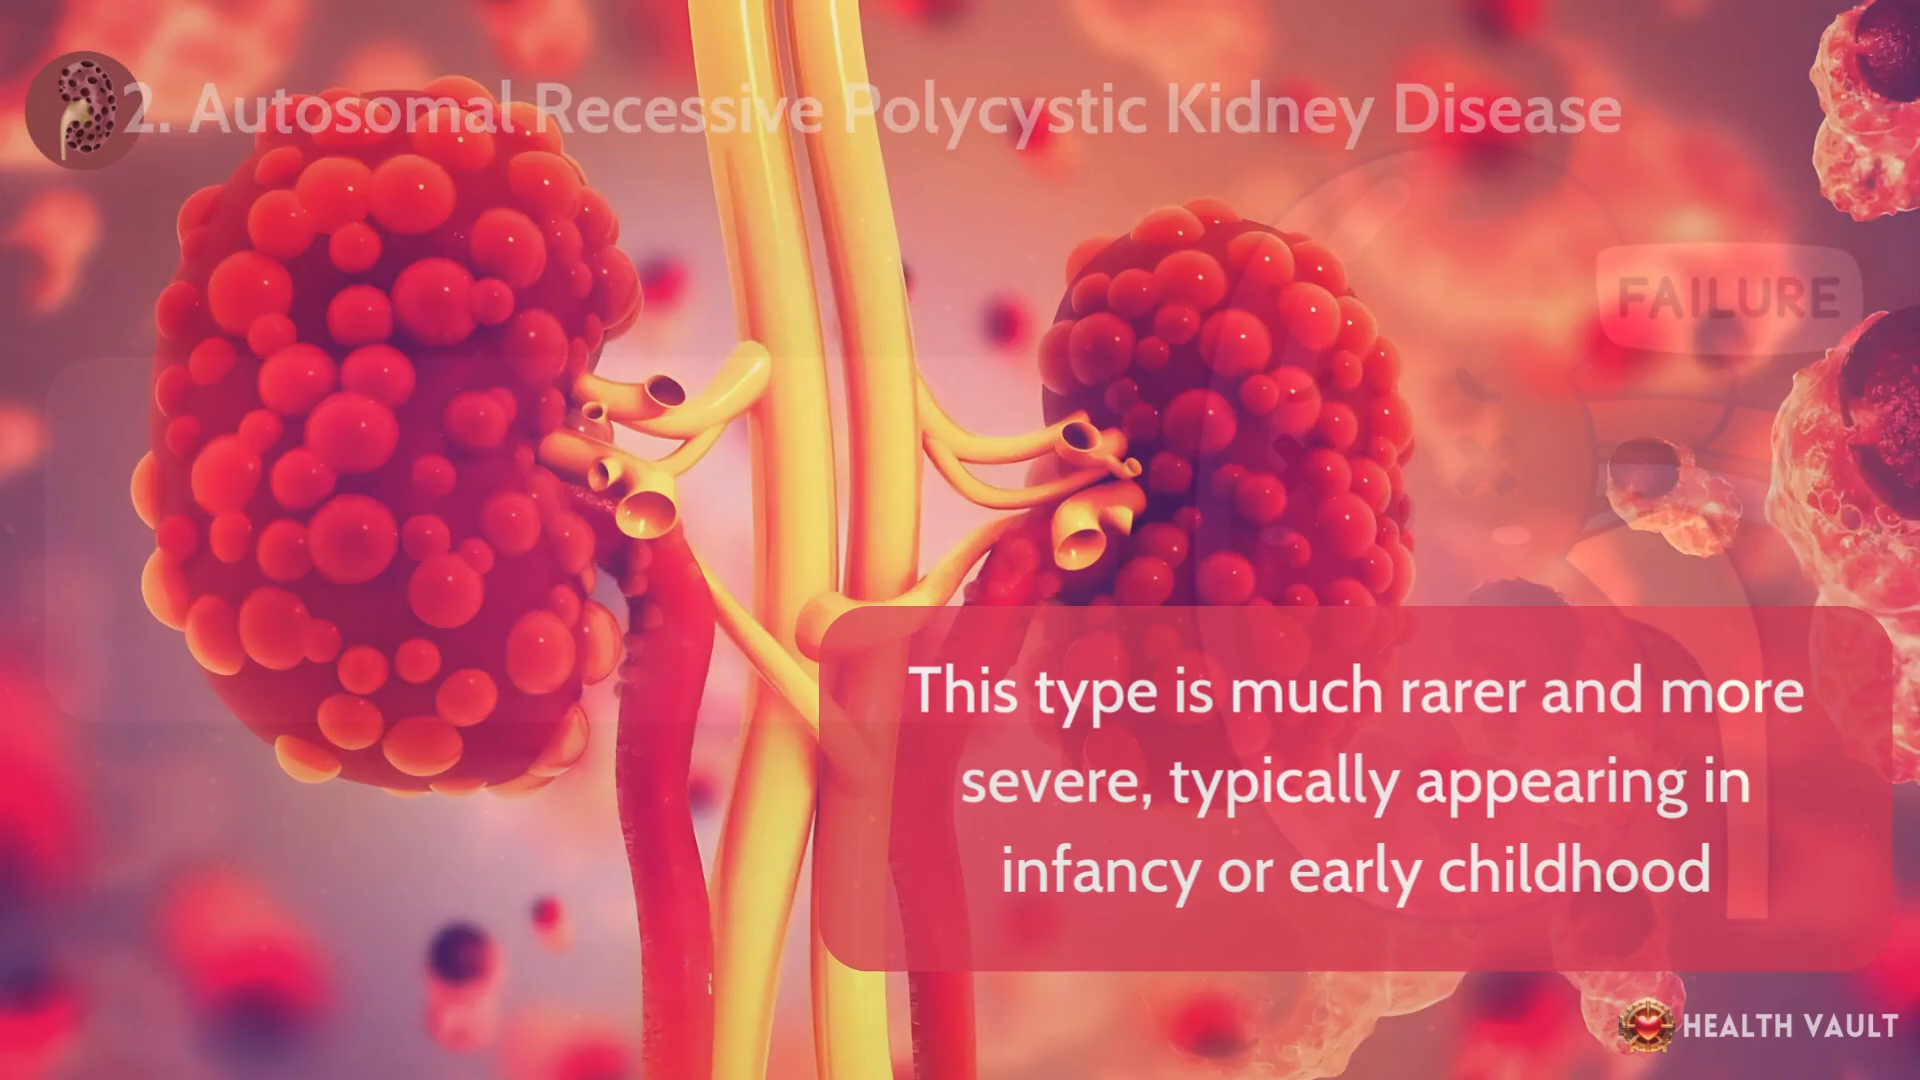 2. Autosomal Recessive Polycystic Kidney Disease
FAILURE
This type is much rarer and more
severe, typically appearing in
infancy or early childhood
HEALTH VAULT